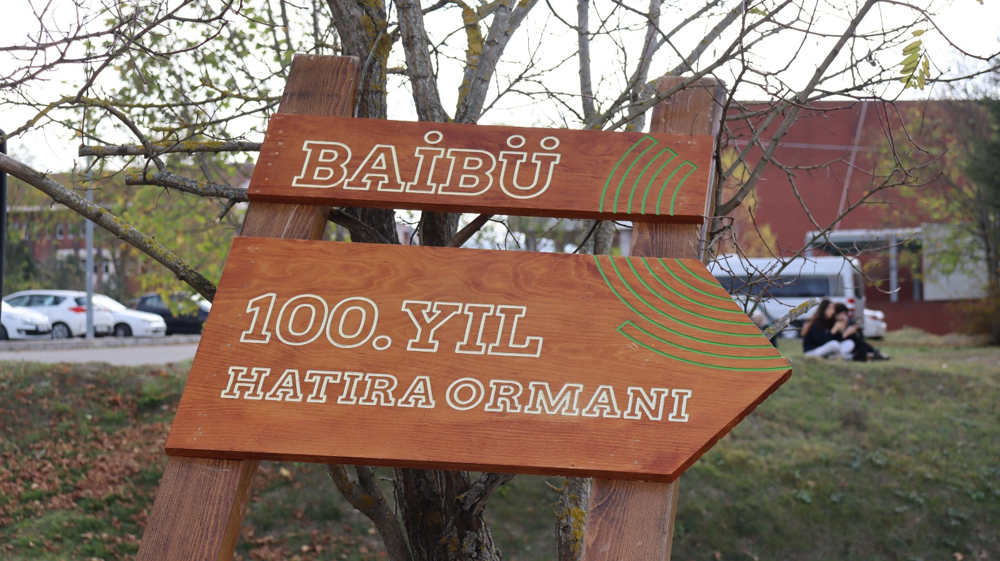 BAİBÜ
100. YIL
HATIRA ORMANI